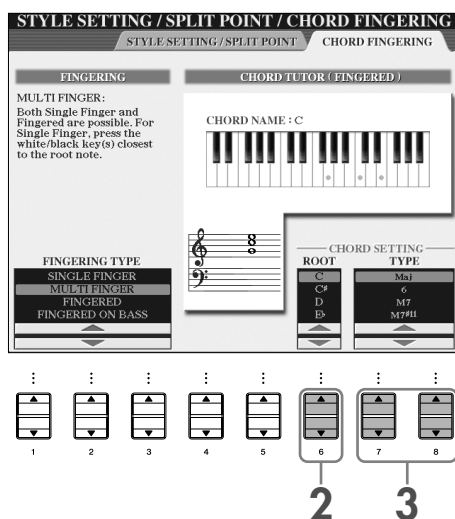 STYLE SETTING / SPLIT POINT / CHORD FINGERING
STYLE SETTING / SPLIT POINT
CHORD FINGERING
FINGERING
MULTI FINGER:
Both Single Finger and
Fingered are possible. For
Single Finger, press the
white/black key(s) closest
to the root note.
FINGERING TYPE
SINGLE FINGER
MULTI FINGER
FINGERED
FINGERED ON BASS
CHORD TUTOR ( FINGERED )
CHORD NAME : C
CHORD SETTING
ROOT
TYPE
C
Maj
C♯
6
D
M7
E♭
M7♯11
1
2
3
4
5
6
7
8
2
3